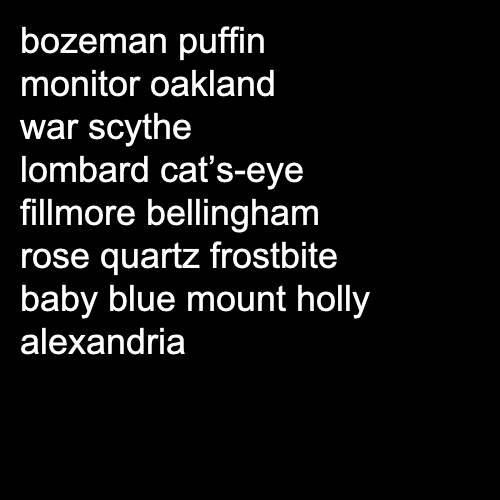 bozeman puffin
monitor oakland
war scythe
lombard cat’s-eye
fillmore bellingham
rose quartz frostbite
baby blue mount holly
alexandria